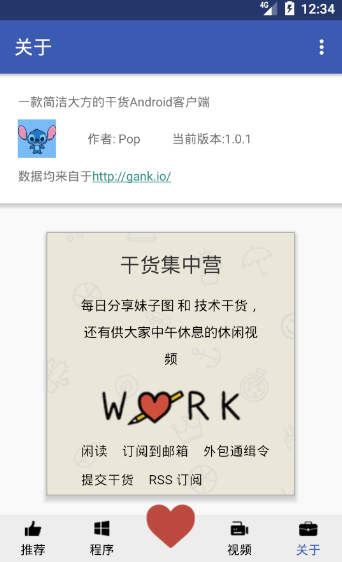 4G 12:34
关于
一款简洁大方的干货Android客户端
作者: Pop 当前版本:1.0.1
数据均来自于http://gank.io/
干货集中营
每日分享妹子图 和 技术干货，
还有供大家中午休息的休闲视
频
W RK
闲读 订阅到邮箱 外包通缉令
提交干货 RSS 订阅
推荐 程序 视频 关于